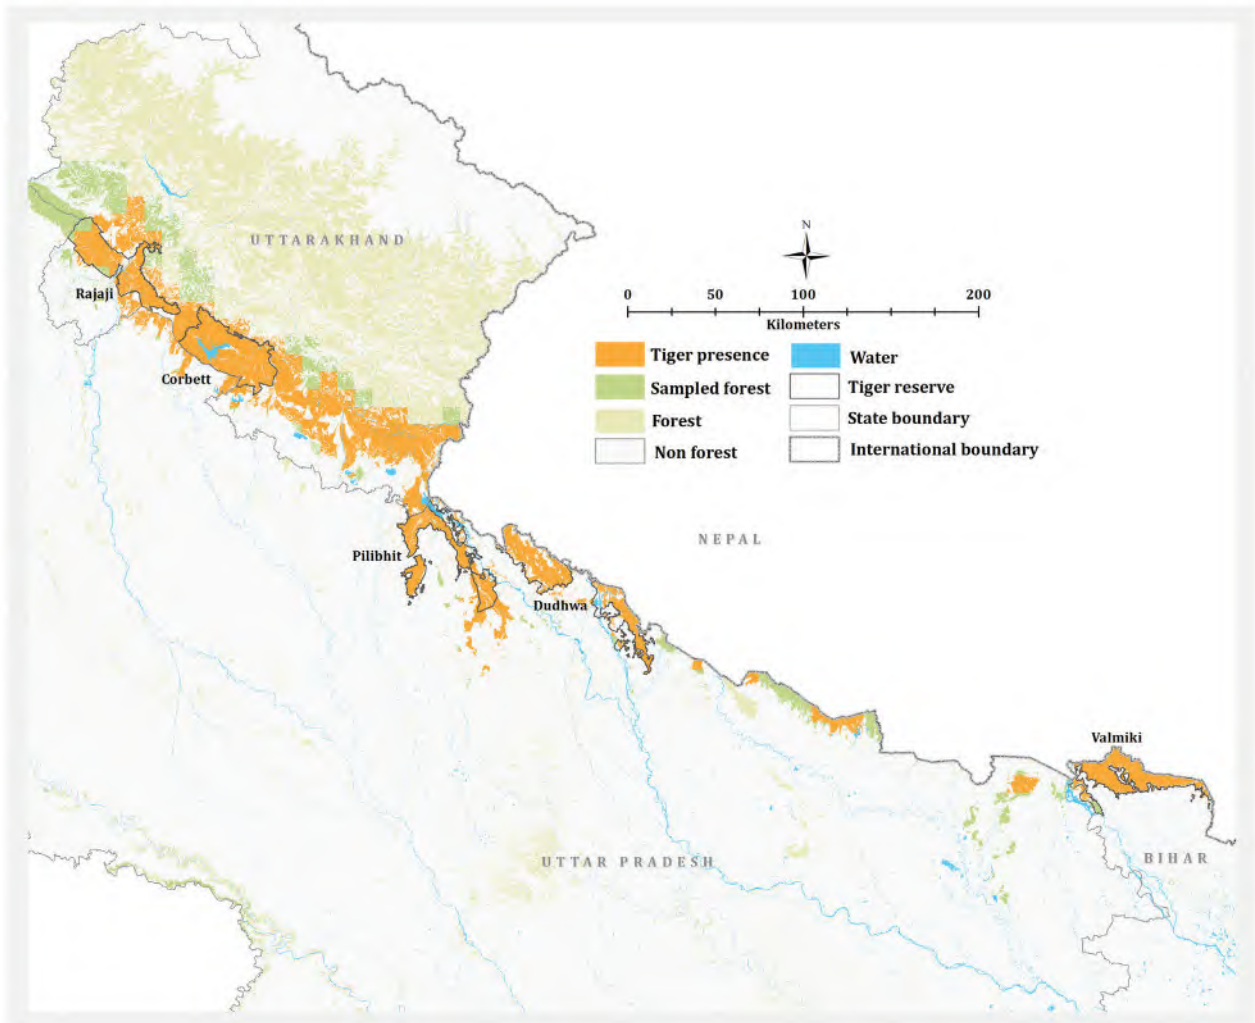 UTTARAKHAND
N
0 50 100 200
Kilometers
Rajaji
Tiger presence
Water
Corbett
Sampled forest
Tiger reserve
Forest
State boundary
Non forest
International boundary
NEPAL
Pilibhit
Dudhwa
Valmiki
UTTAR PRADESH
BIHAR